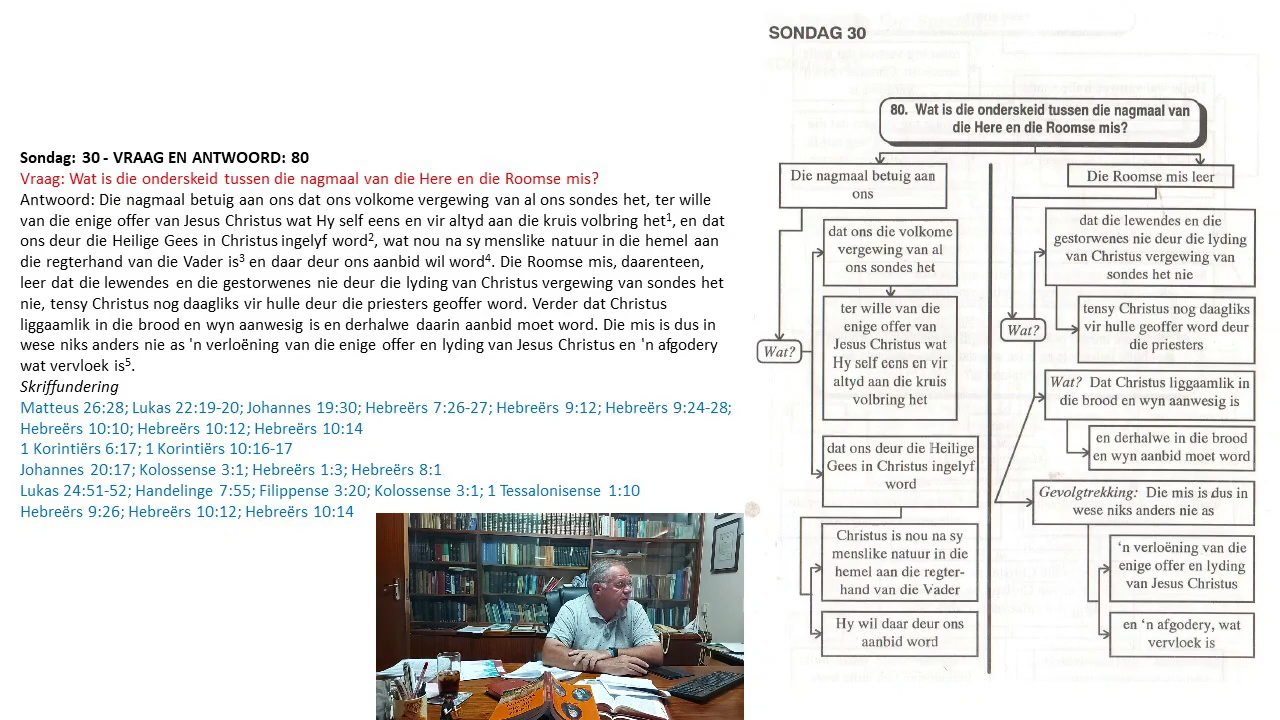 Sondag: 30 - VRAAG EN ANTWOORD: 80
Vraag: Wat is die onderskeid tussen die nagmaal van die Here en die Roomse mis?
Antwoord: Die nagmaal betuig aan ons dat ons volkome vergewing van al ons sondes het, ter wille
van die enige offer van Jesus Christus wat Hy self eens en vir altyd aan die kruis volbring het¹, en dat
ons deur die Heilige Gees in Christus ingelyf word², wat nou na sy menslike natuur in die hemel aan
die regterhand van die Vader is³ en daar deur ons aanbid wil word⁴. Die Roomse mis, daarenteen,
leer dat die lewendes en die gestorwenes nie deur die lyding van Christus vergewing van sondes het
nie, tensy Christus nog daagliks vir hulle deur die priesters geoffer word. Verder dat Christus
liggaamlik in die brood en wyn aanwesig is en derhalwe daarin aanbid moet word. Die mis is dus in
wese niks anders nie as 'n verloëning van die enige offer en lyding van Jesus Christus en 'n afgodery
wat vervloek is⁵.
Skriffundering
Matteus 26:28; Lukas 22:19-20; Johannes 19:30; Hebreërs 7:26-27; Hebreërs 9:12; Hebreërs 9:24-28;
Hebreërs 10:10; Hebreërs 10:12; Hebreërs 10:14
1 Korintiërs 6:17; 1 Korintiërs 10:16-17
Johannes 20:17; Kolossense 3:1; Hebreërs 1:3; Hebreërs 8:1
Lukas 24:51-52; Handelinge 7:55; Filippense 3:20; Kolossense 3:1; 1 Tessalonisense 1:10
Hebreërs 9:26; Hebreërs 10:12; Hebreërs 10:14
SONDAG 30
80. Wat is die onderskeid tussen die nagmaal van
die Here en die Roomse mis?
Die nagmaal betuig aan
ons
Wat?
dat ons die volkome
vergewing van al
ons sondes het
ter wille van die
enige offer van
Jesus Christus wat
Hy self eens en vir
altyd aan die kruis
volbring het
dat ons deur die Heilige
Gees in Christus ingelyf
word
Christus is nou na sy
menslike natuur in die
hemel aan die regter-
hand van die Vader
Hy wil daar deur ons
aanbid word
Die Roomse mis leer
Wat?
dat die lewendes en die
gestorwenes nie deur die lyding
van Christus vergewing van
sondes het nie
tensy Christus nog daagliks
vir hulle geoffer word deur
die priesters
Wat? Dat Christus liggaamlik in
die brood en wyn aanwesig is
en derhalwe in die brood
en wyn aanbid moet word
Gevolgtrekking: Die mis is dus in
wese niks anders nie as
'n verloëning van die
enige offer en lyding
van Jesus Christus
en 'n afgodery, wat
vervloek is